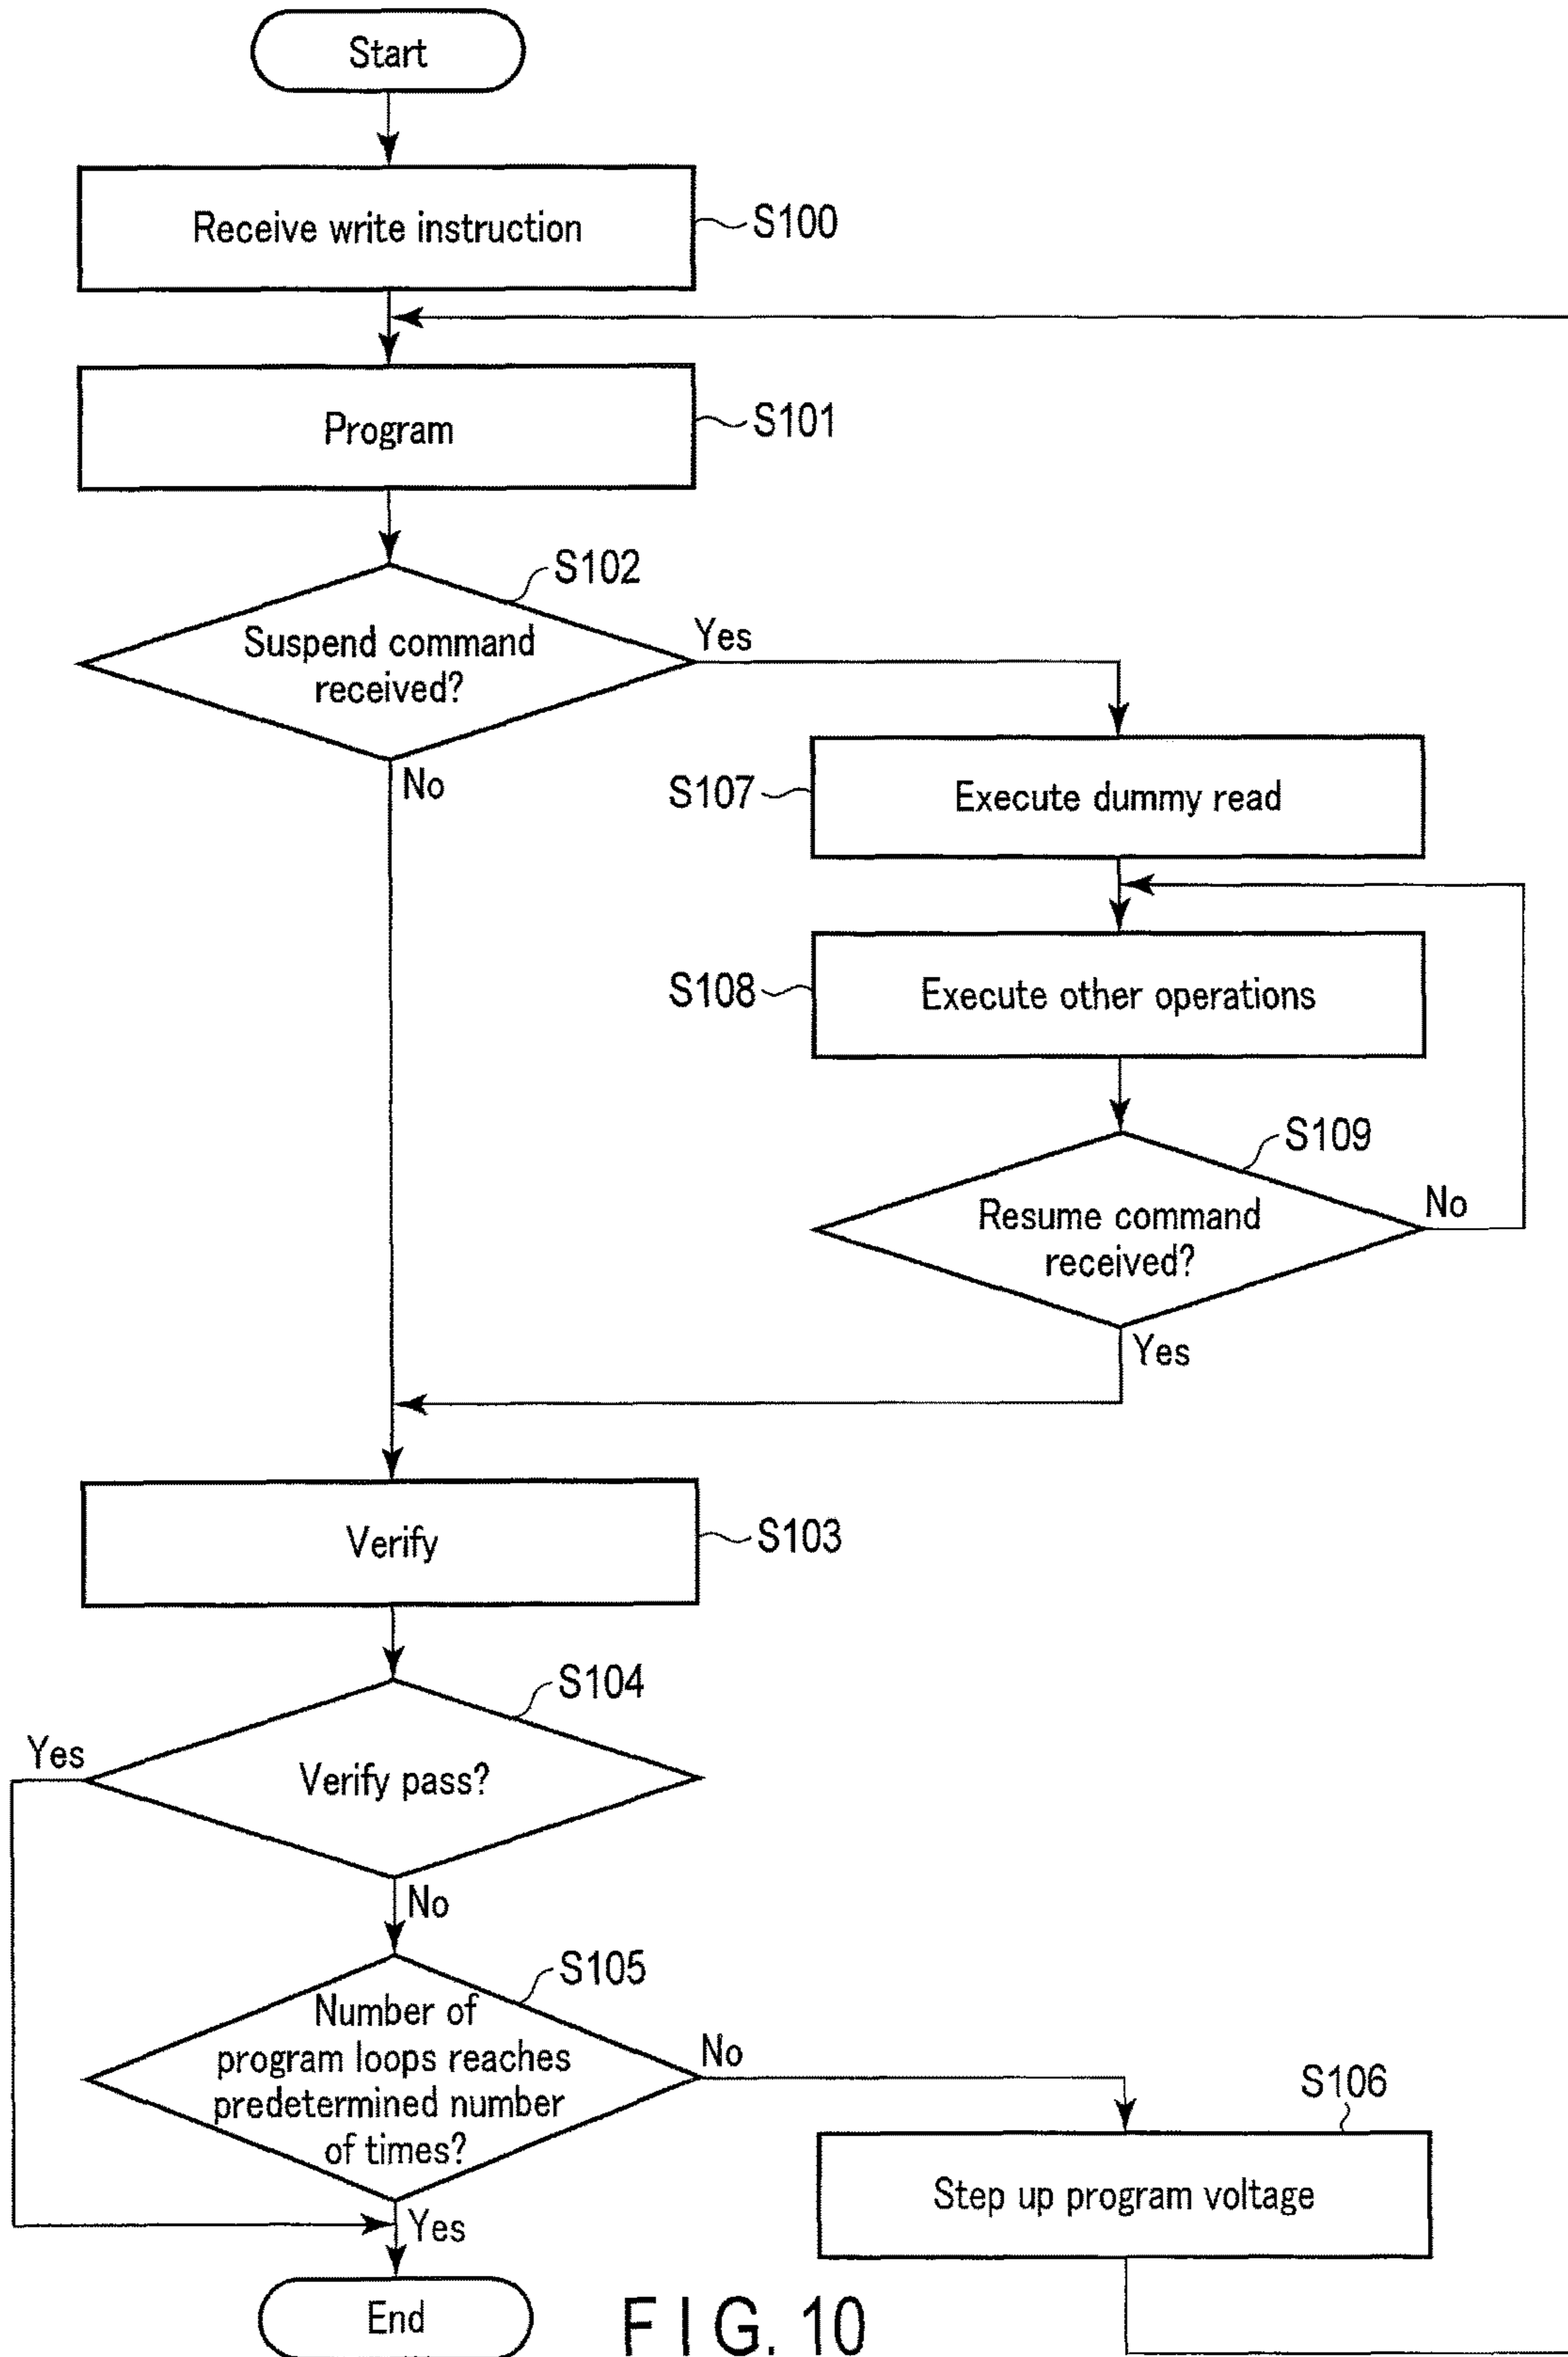 Start
Receive write instruction
S100
Program
S101
S102
Suspend command
received?
Yes
No
S107
Execute dummy read
S108
Execute other operations
S109
Resume command
received?
No
Yes
Verify
S103
S104
Yes
Verify pass?
No
S105
Number of
program loops reaches
predetermined number
of times?
No
S106
Step up program voltage
Yes
End
FIG. 10